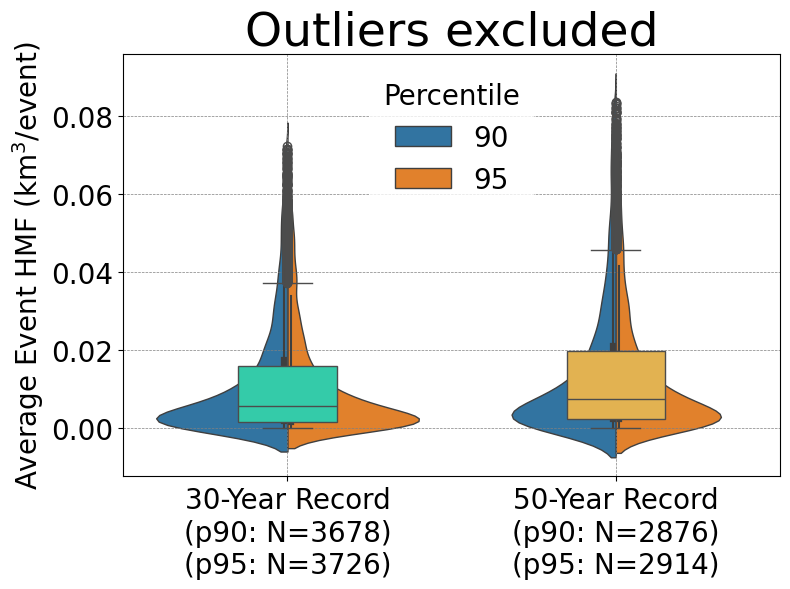 Outliers excluded
Average Event HMF (km³/event)
0.08
0.06
0.04
0.02
0.00
Percentile
90
95
30-Year Record
(p90: N=3678)
(p95: N=3726)
50-Year Record
(p90: N=2876)
(p95: N=2914)